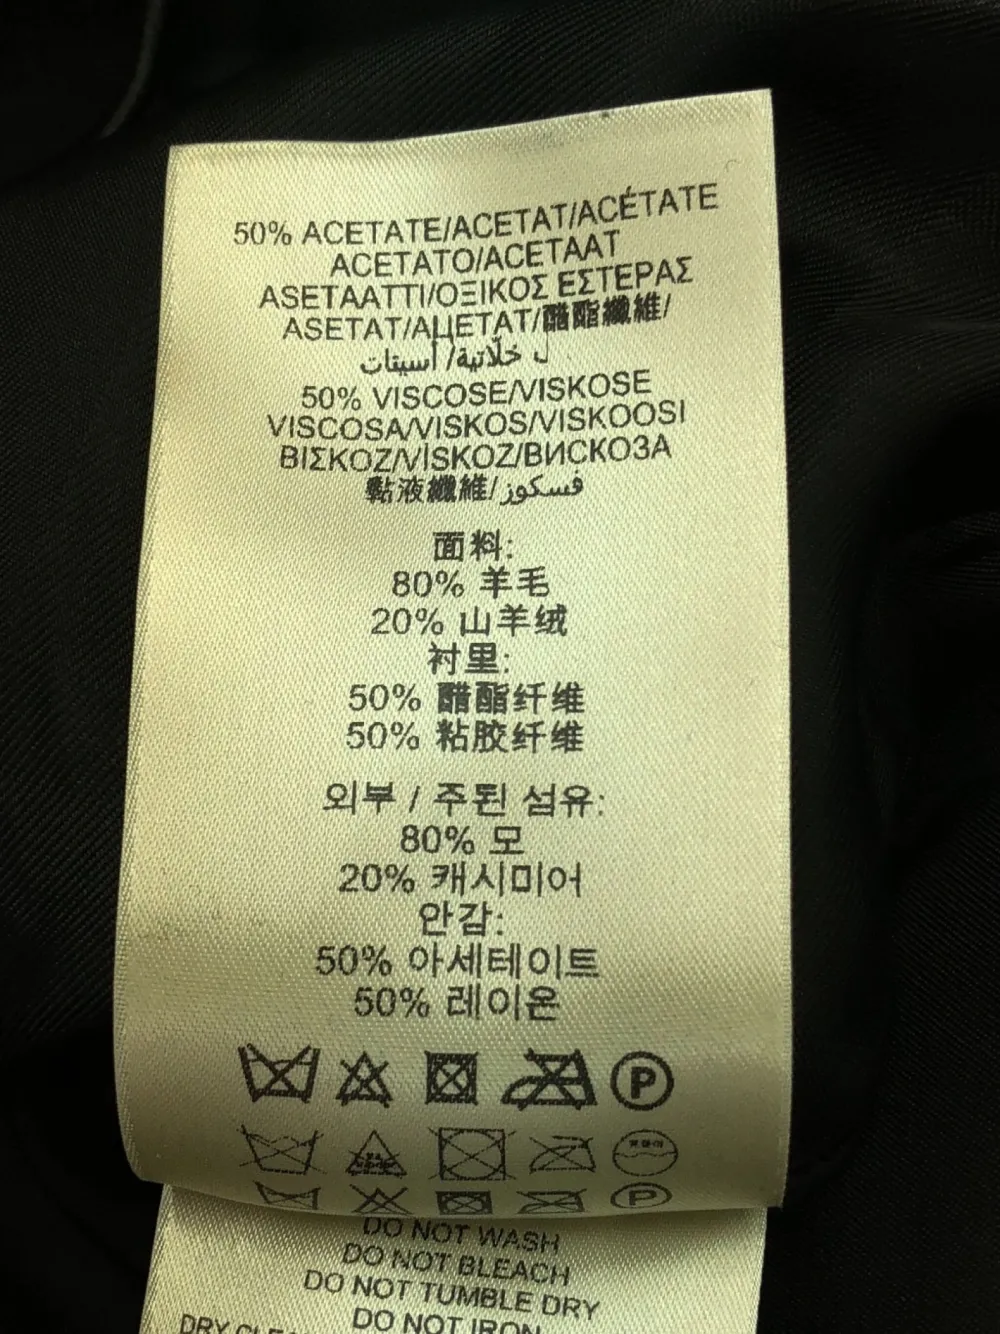 50% ACETATE/ACETAT/ACÉTATE
ACETATO/ACETAAT
ASETAATTI/ΟΞΙΚΟΣ ΕΣΤΕΡΑΣ
ASETAT/АЦЕТАТ/醋酯纖維/
ل خلّاتية/ أسيتات
50% VISCOSE/VISKOSE
VISCOSA/VISKOS/VISKOOSI
ΒΙΣΚΟΖ/VİSKOZ/ВИСКОЗА
黏液纖維/فسكوز
面料:
80% 羊毛
20% 山羊绒
衬里:
50% 醋酯纤维
50% 粘胶纤维
외부 / 주된 섬유:
80% 모
20% 캐시미어
안감:
50% 아세테이트
50% 레이온
P
P
DO NOT WASH
DO NOT BLEACH
DO NOT TUMBLE DRY
DO NOT IRON
DRY